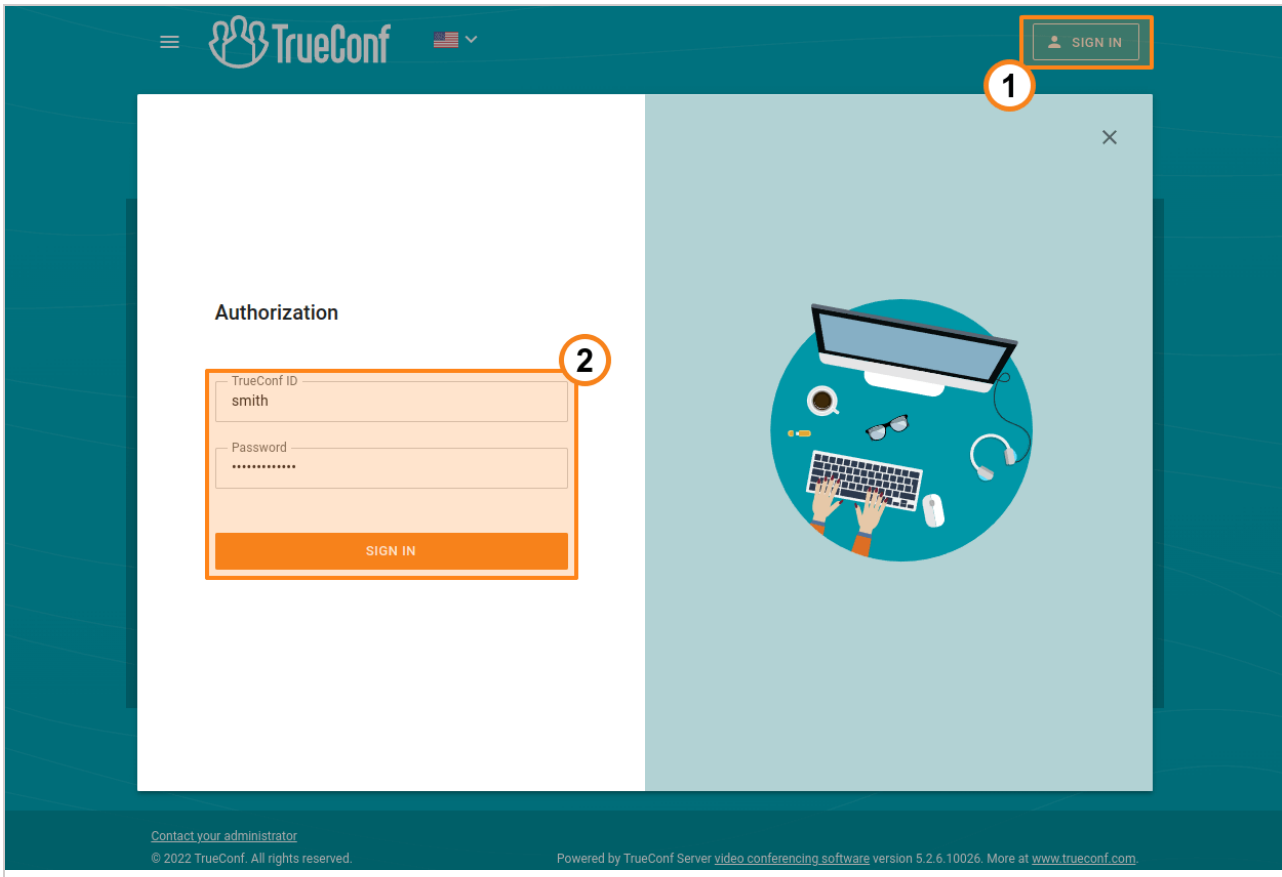 TrueConf
SIGN IN
1
Authorization
2
TrueConf ID
smith
Password
•••••••••••••
SIGN IN
Contact your administrator
© 2022 TrueConf. All rights reserved.
Powered by TrueConf Server video conferencing software version 5.2.6.10026. More at www.trueconf.com.